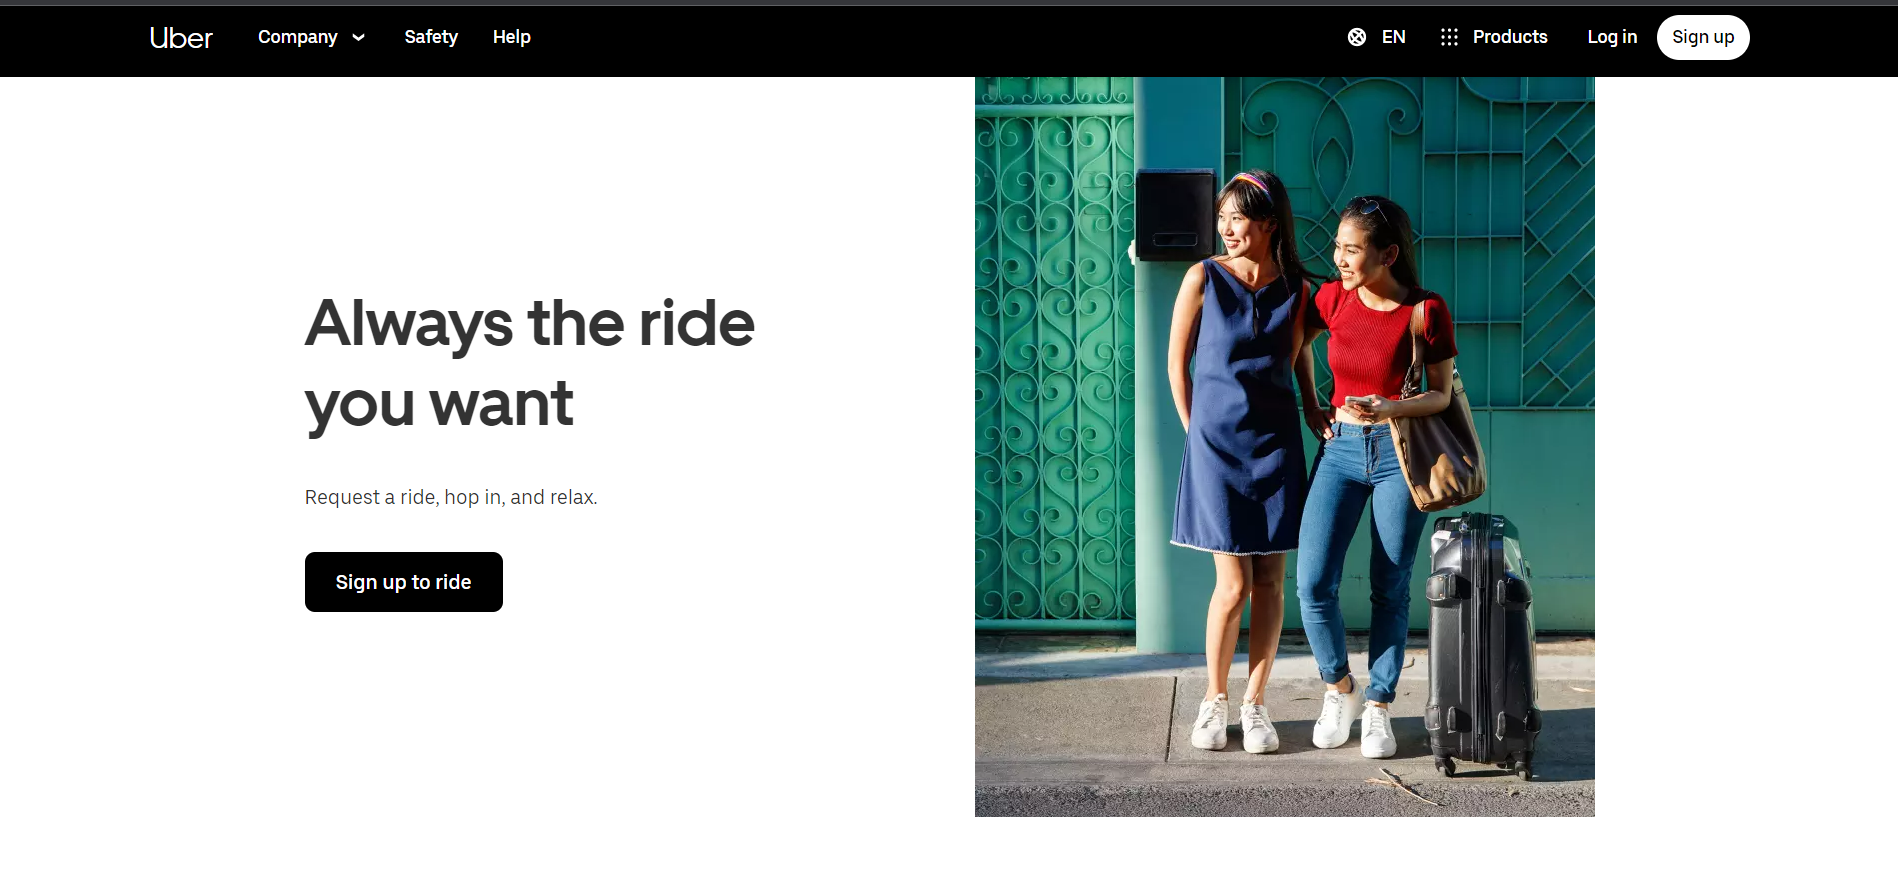 Uber Company Safety Help EN Products Log in Sign up
Always the ride
you want
Request a ride, hop in, and relax.
Sign up to ride